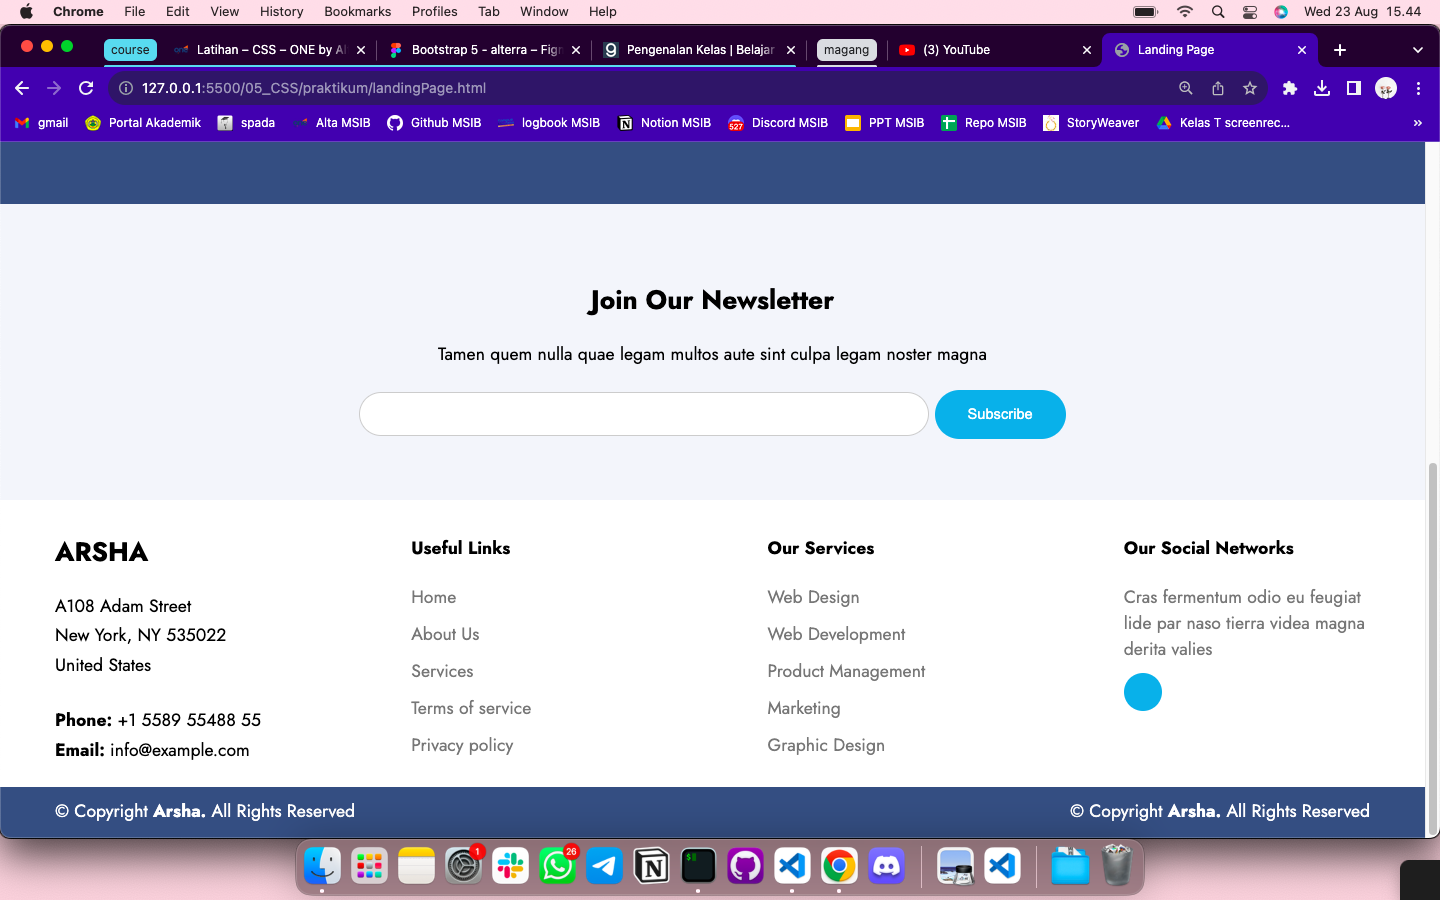 Chrome File Edit View History Bookmarks Profiles Tab Window Help Wed 23 Aug 15.44
course Latihan – CSS – ONE by Al Bootstrap 5 - alterra – Fign Pengenalan Kelas | Belajar magang (3) YouTube Landing Page
127.0.0.1:5500/05_CSS/praktikum/landingPage.html
gmail Portal Akademik spada Alta MSIB Github MSIB logbook MSIB Notion MSIB 527 Discord MSIB PPT MSIB Repo MSIB StoryWeaver Kelas T screenrec... »
Join Our Newsletter
Tamen quem nulla quae legam multos aute sint culpa legam noster magna
Subscribe
ARSHA
A108 Adam Street
New York, NY 535022
United States
Phone: +1 5589 55488 55
Email: info@example.com
Useful Links
Home
About Us
Services
Terms of service
Privacy policy
Our Services
Web Design
Web Development
Product Management
Marketing
Graphic Design
Our Social Networks
Cras fermentum odio eu feugiat
lide par naso tierra videa magna
derita valies
© Copyright Arsha. All Rights Reserved
© Copyright Arsha. All Rights Reserved
1 26